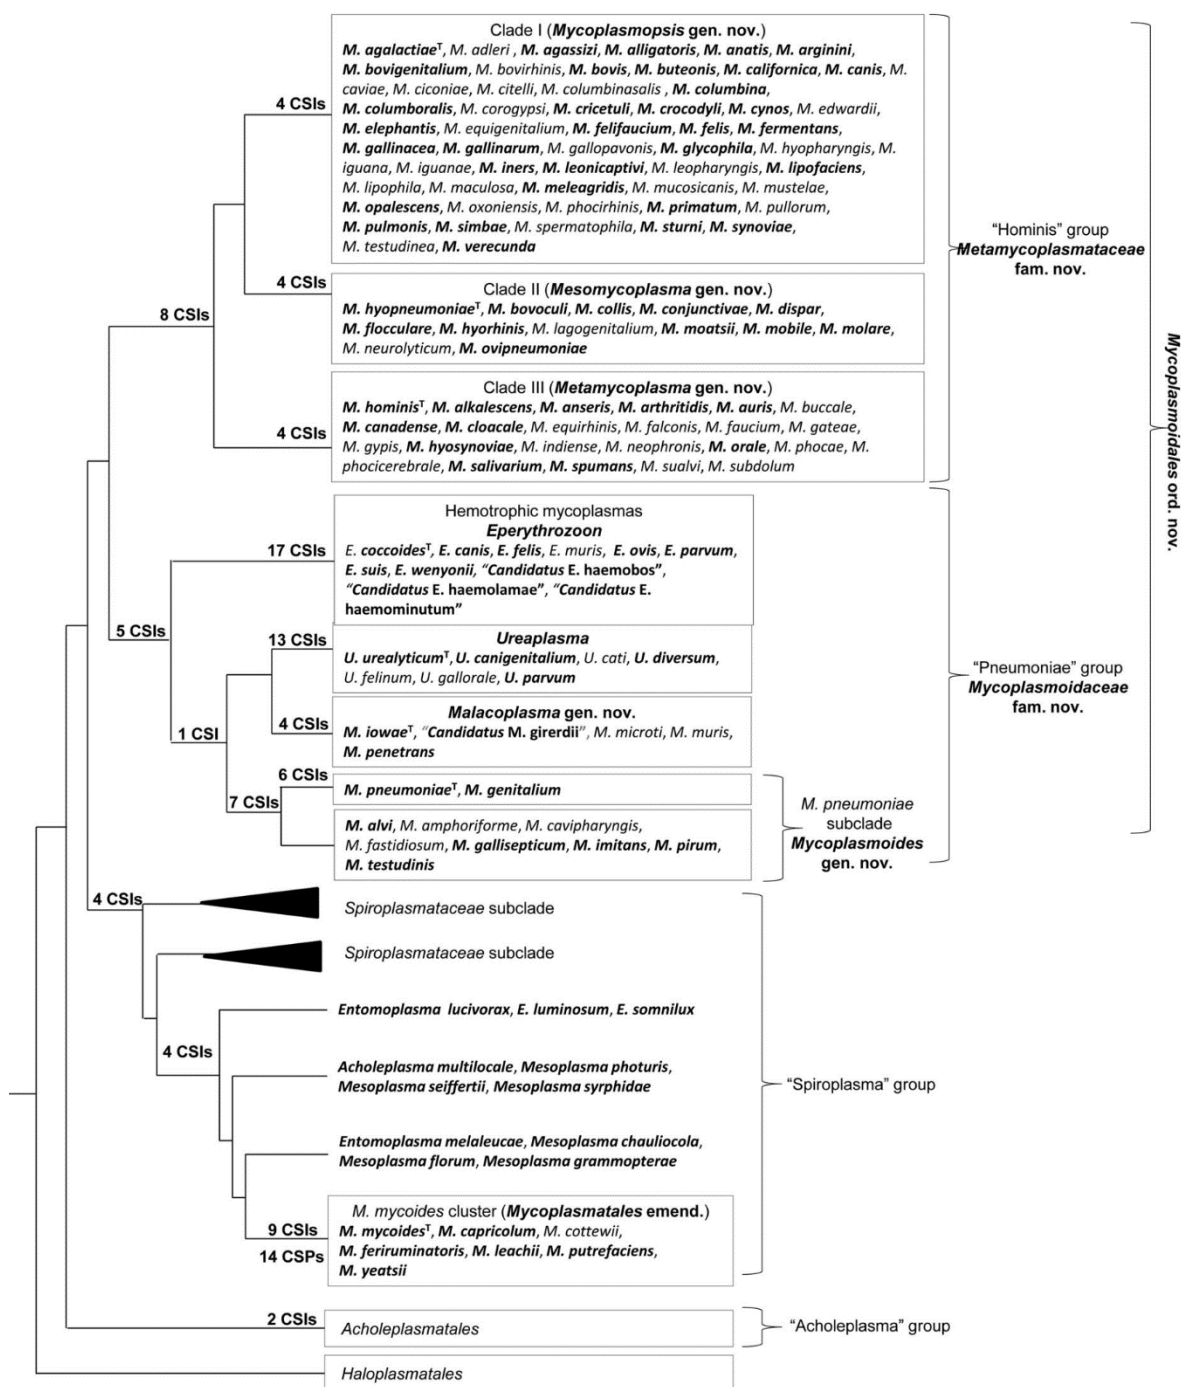 Clade I (Mycoplasmopsis gen. nov.)
M. agalactiaeᵀ, M. adleri , M. agassizi, M. alligatoris, M. anatis, M. arginini,
M. bovigenitalium, M. bovirhinis, M. bovis, M. buteonis, M. californica, M. canis, M.
caviae, M. ciconiae, M. citelli, M. columbinasalis , M. columbina,
M. columboralis, M. corogypsi, M. cricetuli, M. crocodyli, M. cynos, M. edwardii,
M. elephantis, M. equigenitalium, M. felifaucium, M. felis, M. fermentans,
M. gallinacea, M. gallinarum, M. gallopavonis, M. glycophila, M. hyopharyngis, M.
iguana, M. iguanae, M. iners, M. leonicaptivi, M. leopharyngis, M. lipofaciens,
M. lipophila, M. maculosa, M. meleagridis, M. mucosicanis, M. mustelae,
M. opalescens, M. oxoniensis, M. phocirhinis, M. primatum, M. pullorum,
M. pulmonis, M. simbae, M. spermatophila, M. sturni, M. synoviae,
M. testudinea, M. verecunda
4 CSIs
"Hominis" group
Metamycoplasmataceae
fam. nov.
4 CSIs
Clade II (Mesomycoplasma gen. nov.)
M. hyopneumoniaeᵀ, M. bovoculi, M. collis, M. conjunctivae, M. dispar,
M. flocculare, M. hyorhinis, M. lagogenitalium, M. moatsii, M. mobile, M. molare,
M. neurolyticum, M. ovipneumoniae
8 CSIs
Clade III (Metamycoplasma gen. nov.)
M. hominisᵀ, M. alkalescens, M. anseris, M. arthritidis, M. auris, M. buccale,
M. canadense, M. cloacale, M. equirhinis, M. falconis, M. faucium, M. gateae,
M. gypis, M. hyosynoviae, M. indiense, M. neophronis, M. orale, M. phocae, M.
phocicerebrale, M. salivarium, M. spumans, M. sualvi, M. subdolum
4 CSIs
Mycoplasmoidales ord. nov.
Hemotrophic mycoplasmas
Eperythrozoon
E. coccoidesᵀ, E. canis, E. felis, E. muris, E. ovis, E. parvum,
E. suis, E. wenyonii, "Candidatus E. haemobos",
"Candidatus E. haemolamae", "Candidatus E.
haemominutum"
17 CSIs
5 CSIs
13 CSIs
Ureaplasma
U. urealyticumᵀ, U. canigenitalium, U. cati, U. diversum,
U. felinum, U. gallorale, U. parvum
"Pneumoniae" group
Mycoplasmoidaceae
fam. nov.
Malacoplasma gen. nov.
M. iowaeᵀ, "Candidatus M. girerdii", M. microti, M. muris,
M. penetrans
4 CSIs
1 CSI
6 CSIs
M. pneumoniaeᵀ, M. genitalium
7 CSIs
M. alvi, M. amphoriforme, M. cavipharyngis,
M. fastidiosum, M. gallisepticum, M. imitans, M. pirum,
M. testudinis
M. pneumoniae
subclade
Mycoplasmoides
gen. nov.
4 CSIs
Spiroplasmataceae subclade
Spiroplasmataceae subclade
Entomoplasma lucivorax, E. luminosum, E. somnilux
4 CSIs
Acholeplasma multilocale, Mesoplasma photuris,
Mesoplasma seiffertii, Mesoplasma syrphidae
"Spiroplasma" group
Entomoplasma melaleucae, Mesoplasma chauliocola,
Mesoplasma florum, Mesoplasma grammopterae
M. mycoides cluster (Mycoplasmatales emend.)
M. mycoidesᵀ, M. capricolum, M. cottewii,
M. feriruminatoris, M. leachii, M. putrefaciens,
M. yeatsii
9 CSIs
14 CSPs
2 CSIs
Acholeplasmatales
"Acholeplasma" group
Haloplasmatales